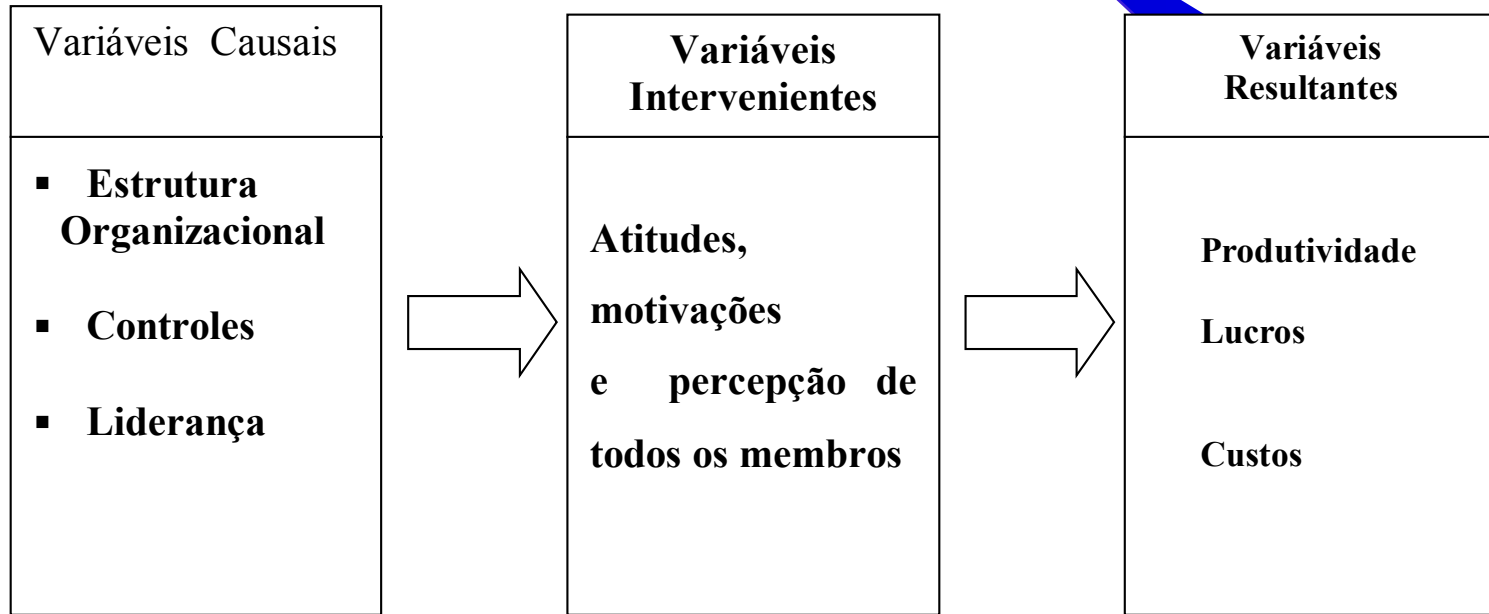 Variáveis Causais
▪ Estrutura
Organizacional
▪ Controles
▪ Liderança
Variáveis
Intervenientes
Atitudes,
motivações
e percepção de
todos os membros
Variáveis
Resultantes
Produtividade
Lucros
Custos